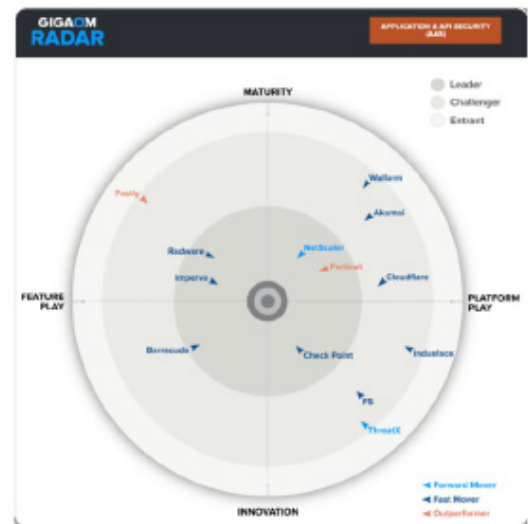 GIGAOM
RADAR
APPLICATION & API SECURITY
(AAS)
MATURITY
Leader
Challenger
Entrant
Wallarm
Fastly
Akamai
Radware
NetScaler
Fortinet
Imperva
Cloudflare
FEATURE
PLAY
PLATFORM
PLAY
Barracuda
Check Point
Indusface
F5
ThreatX
Forward Mover
Fast Mover
Outperformer
INNOVATION